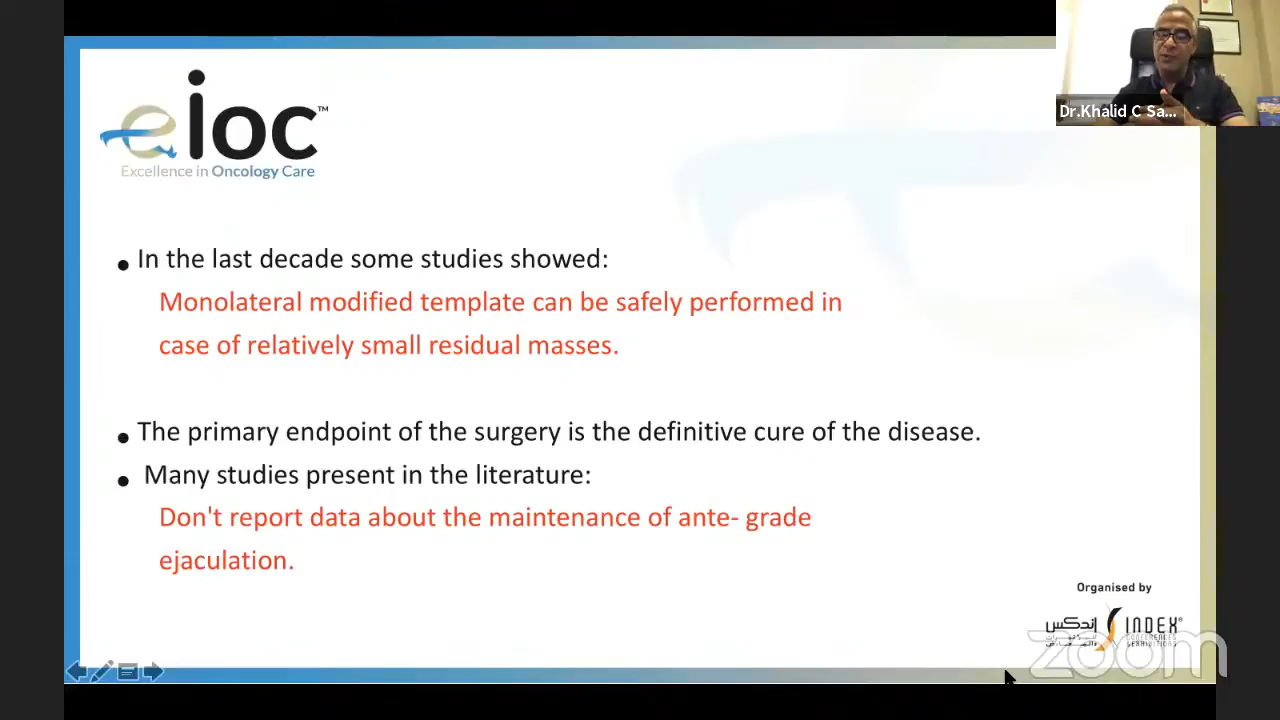 Dr.Khalid C Sa...
eioc™
Excellence in Oncology Care
• In the last decade some studies showed:
Monolateral modified template can be safely performed in
case of relatively small residual masses.
• The primary endpoint of the surgery is the definitive cure of the disease.
• Many studies present in the literature:
Don't report data about the maintenance of ante- grade
ejaculation.
Organised by
إندكس INDEX®
zoom